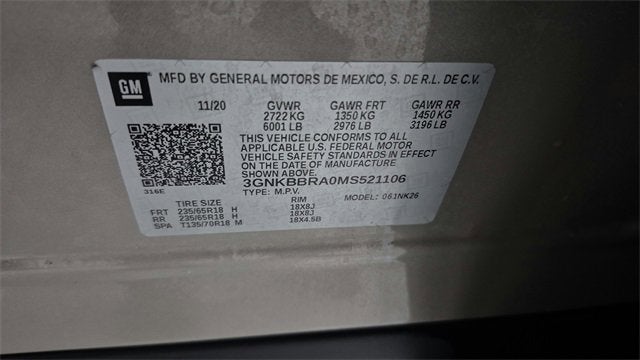 GM
MFD BY GENERAL MOTORS DE MEXICO, S. DE R.L. DE C.V.
11/20 GVWR GAWR FRT GAWR RR
2722 KG 1350 KG 1450 KG
6001 LB 2976 LB 3196 LB
THIS VEHICLE CONFORMS TO ALL
APPLICABLE U.S. FEDERAL MOTOR
VEHICLE SAFETY STANDARDS IN EFFECT
ON THE DATE OF MANUFACTURE
SHOWN ABOVE.
3GNKBBRA0MS521106
316E TYPE: M.P.V. MODEL: 061NK26
TIRE SIZE RIM
FRT 235/65R18 H 18X8J
RR 235/65R18 H 18X8J
SPA T135/70R18 M 18X4.5B